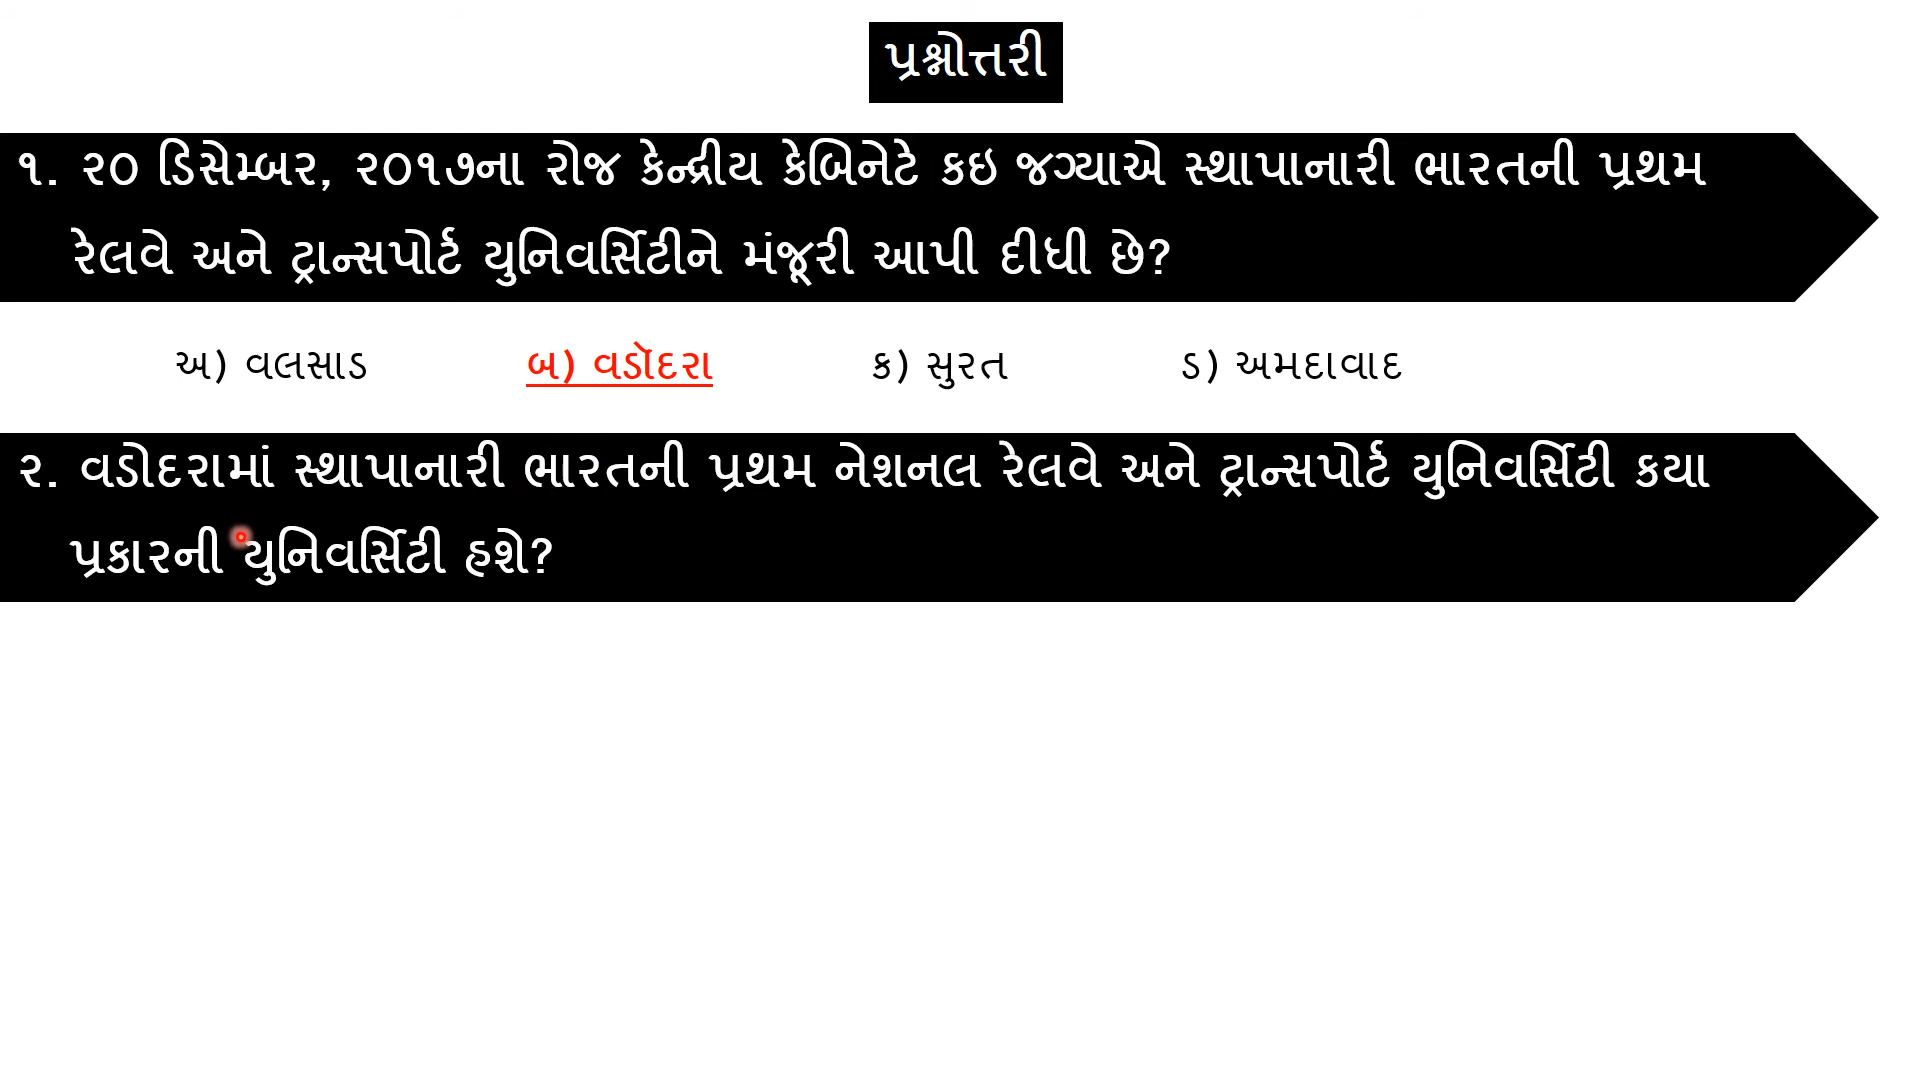 પ્રશ્નોત્તરી
૧. ૨૦ ડિસેમ્બર, ૨૦૧૭ના રોજ કેન્દ્રીય કેબિનેટે કઇ જગ્યાએ સ્થાપાનારી ભારતની પ્રથમ
રેલવે અને ટ્રાન્સપોર્ટ યુનિવર્સિટીને મંજૂરી આપી દીધી છે?
અ) વલસાડ બ) વડોદરા ક) સુરત ડ) અમદાવાદ
૨. વડોદરામાં સ્થાપાનારી ભારતની પ્રથમ નેશનલ રેલવે અને ટ્રાન્સપોર્ટ યુનિવર્સિટી કયા
પ્રકારની યુનિવર્સિટી હશે?